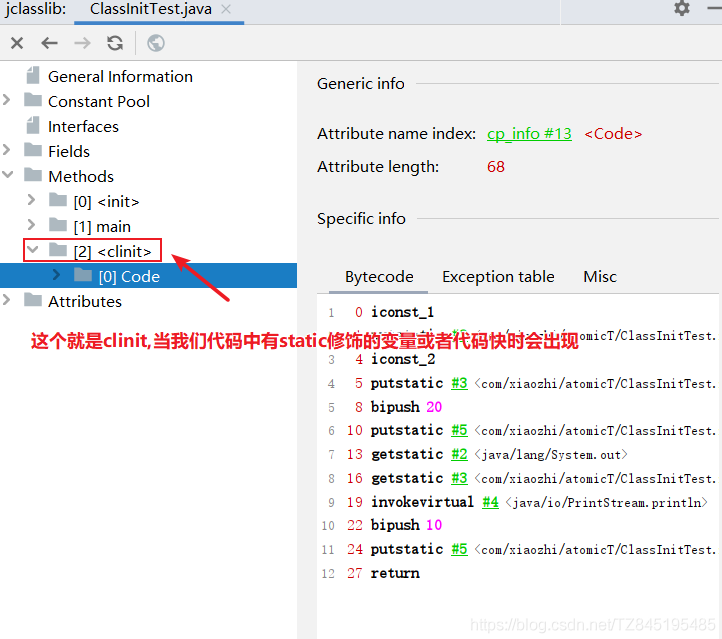 jclasslib:
ClassInitTest.java
General Information
Constant Pool
Interfaces
Fields
Methods
[0] <init>
[1] main
[2] <clinit>
[0] Code
Attributes
Generic info
Attribute name index: cp_info #13 <Code>
Attribute length: 68
Specific info
Bytecode Exception table Misc
1 0 iconst_1
这个就是clinit,当我们代码中有static修饰的变量或者代码快时会出现
3 4 iconst_2
4 5 putstatic #3 <com/xiaozhi/atomicT/ClassInitTest.
5 8 bipush 20
6 10 putstatic #5 <com/xiaozhi/atomicT/ClassInitTest.
7 13 getstatic #2 <java/lang/System.out>
8 16 getstatic #3 <com/xiaozhi/atomicT/ClassInitTest.
9 19 invokevirtual #4 <java/io/PrintStream.println>
10 22 bipush 10
11 24 putstatic #5 <com/xiaozhi/atomicT/ClassInitTest.
12 27 return
https://blog.csdn.net/TZ845195485